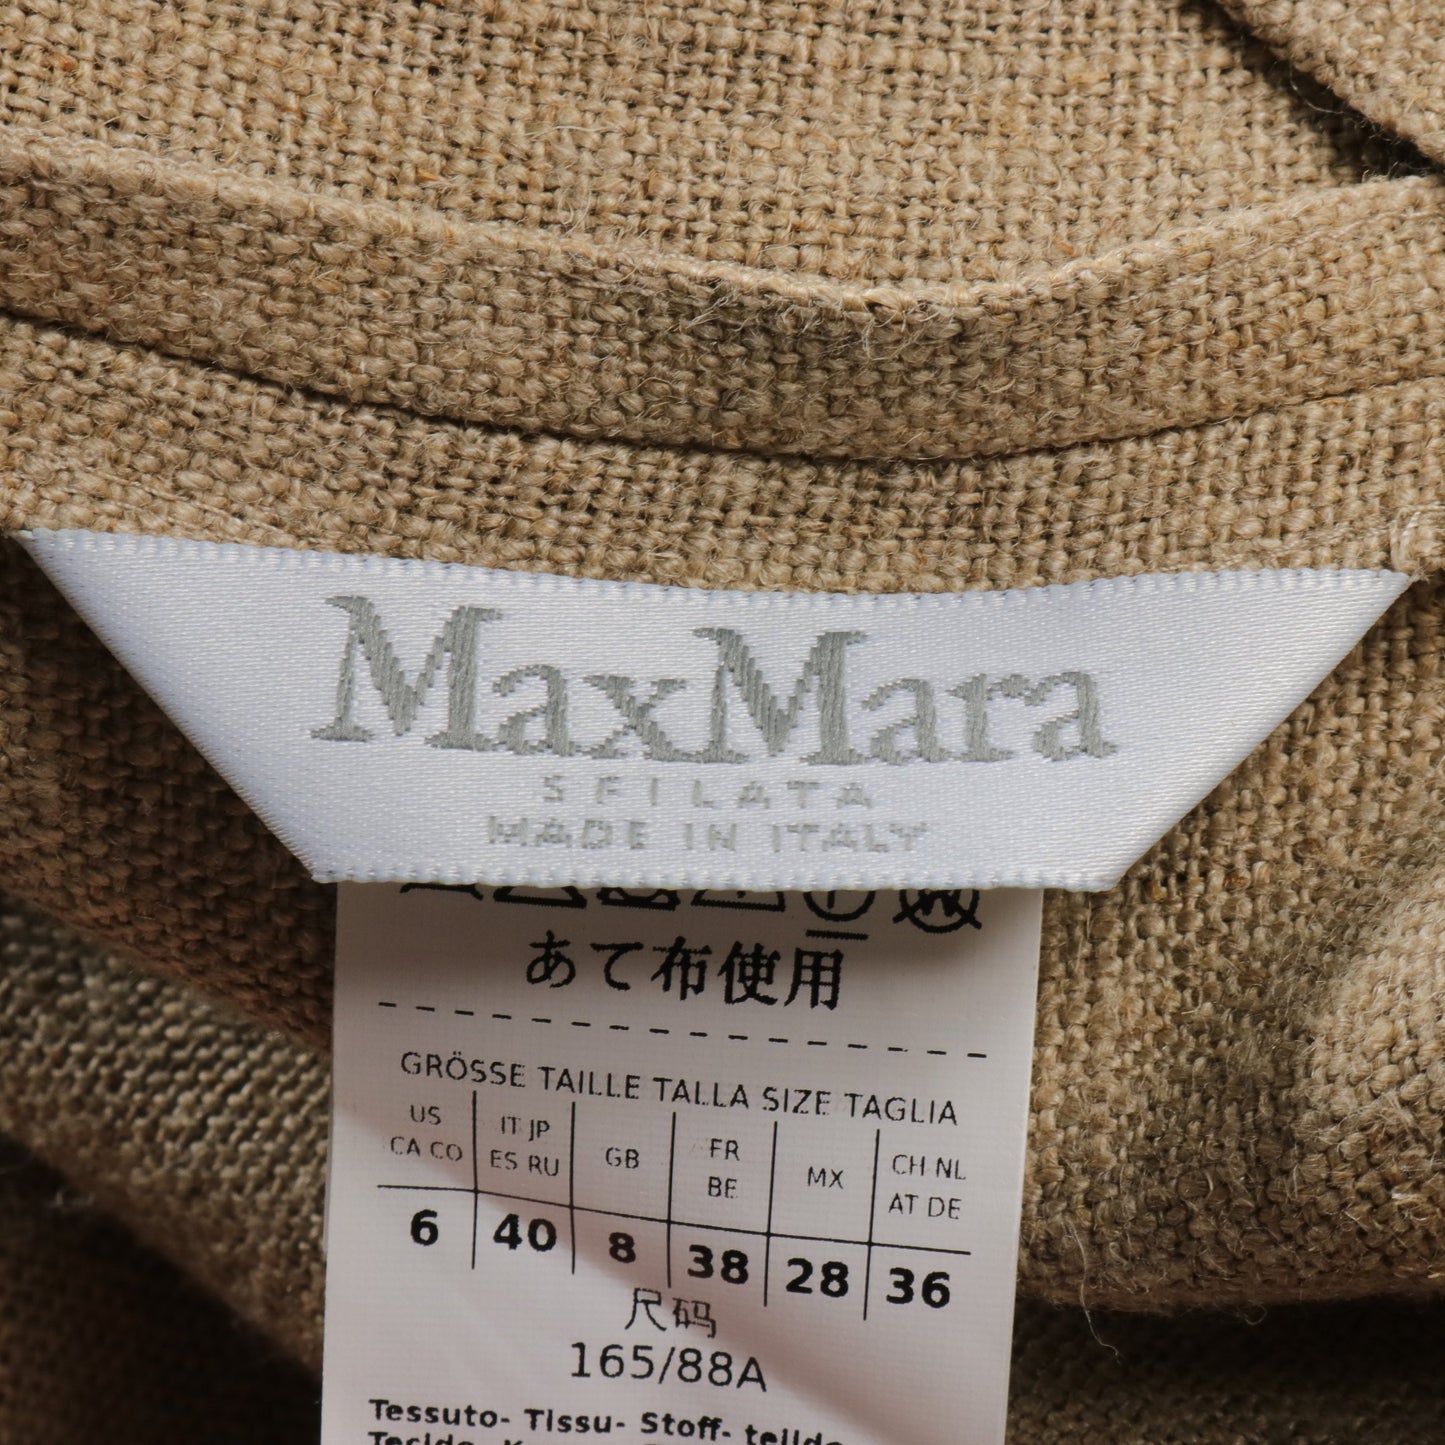 MaxMara
SFILATA
MADE IN ITALY
あて布使用
GRÖSSE TAILLE TALLA SIZE TAGLIA
US CA CO | IT JP ES RU | GB | FR BE | MX | CH NL AT DE
6 | 40 | 8 | 38 | 28 | 36
尺码
165/88A
Tessuto- Tissu- Stoff-